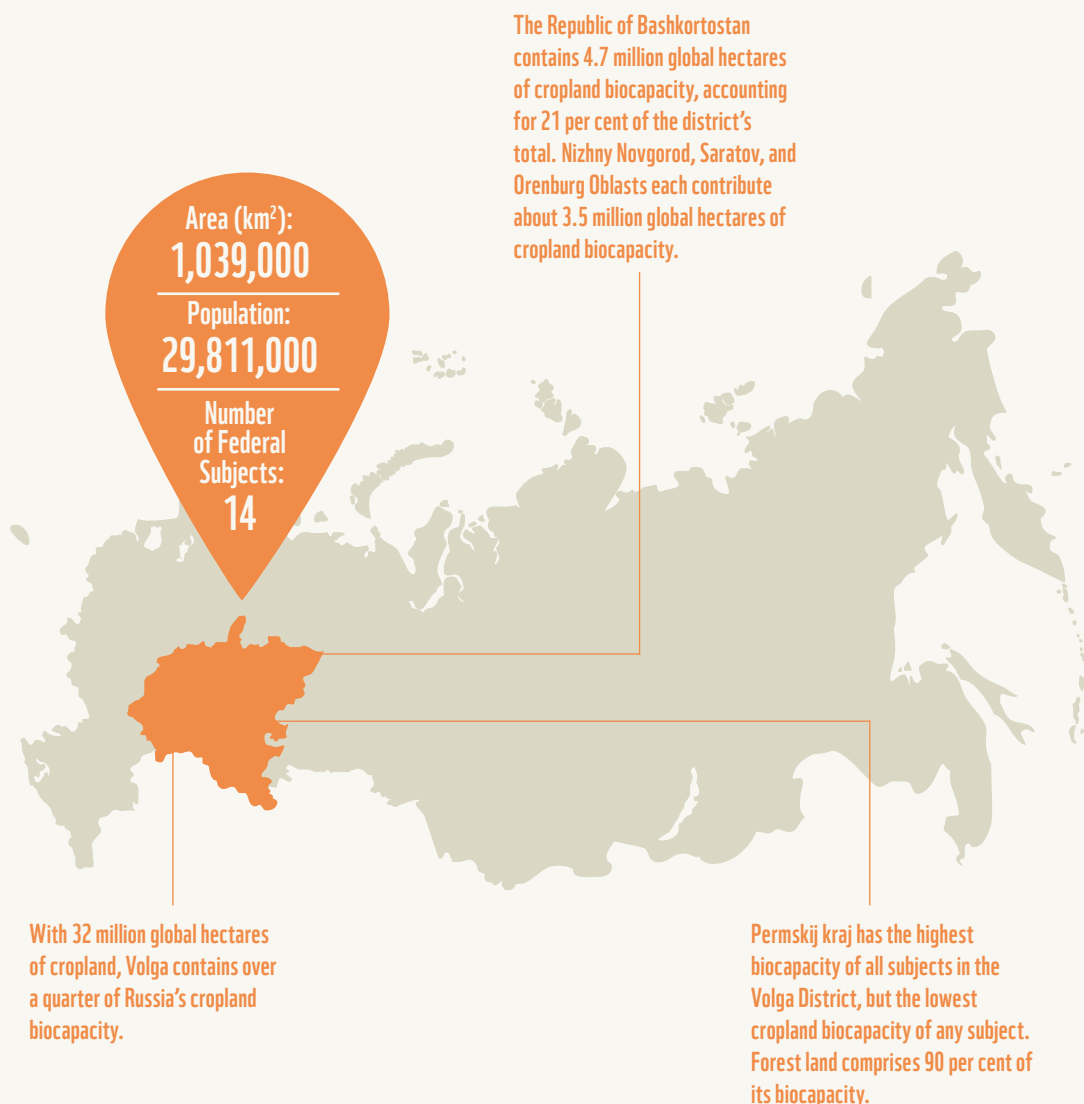 The Republic of Bashkortostan
contains 4.7 million global hectares
of cropland biocapacity, accounting
for 21 per cent of the district's
total. Nizhny Novgorod, Saratov, and
Orenburg Oblasts each contribute
about 3.5 million global hectares of
cropland biocapacity.
Area (km²):
1,039,000
Population:
29,811,000
Number
of Federal
Subjects:
14
With 32 million global hectares
of cropland, Volga contains over
a quarter of Russia's cropland
biocapacity.
Permskij kraj has the highest
biocapacity of all subjects in the
Volga District, but the lowest
cropland biocapacity of any subject.
Forest land comprises 90 per cent of
its biocapacity.